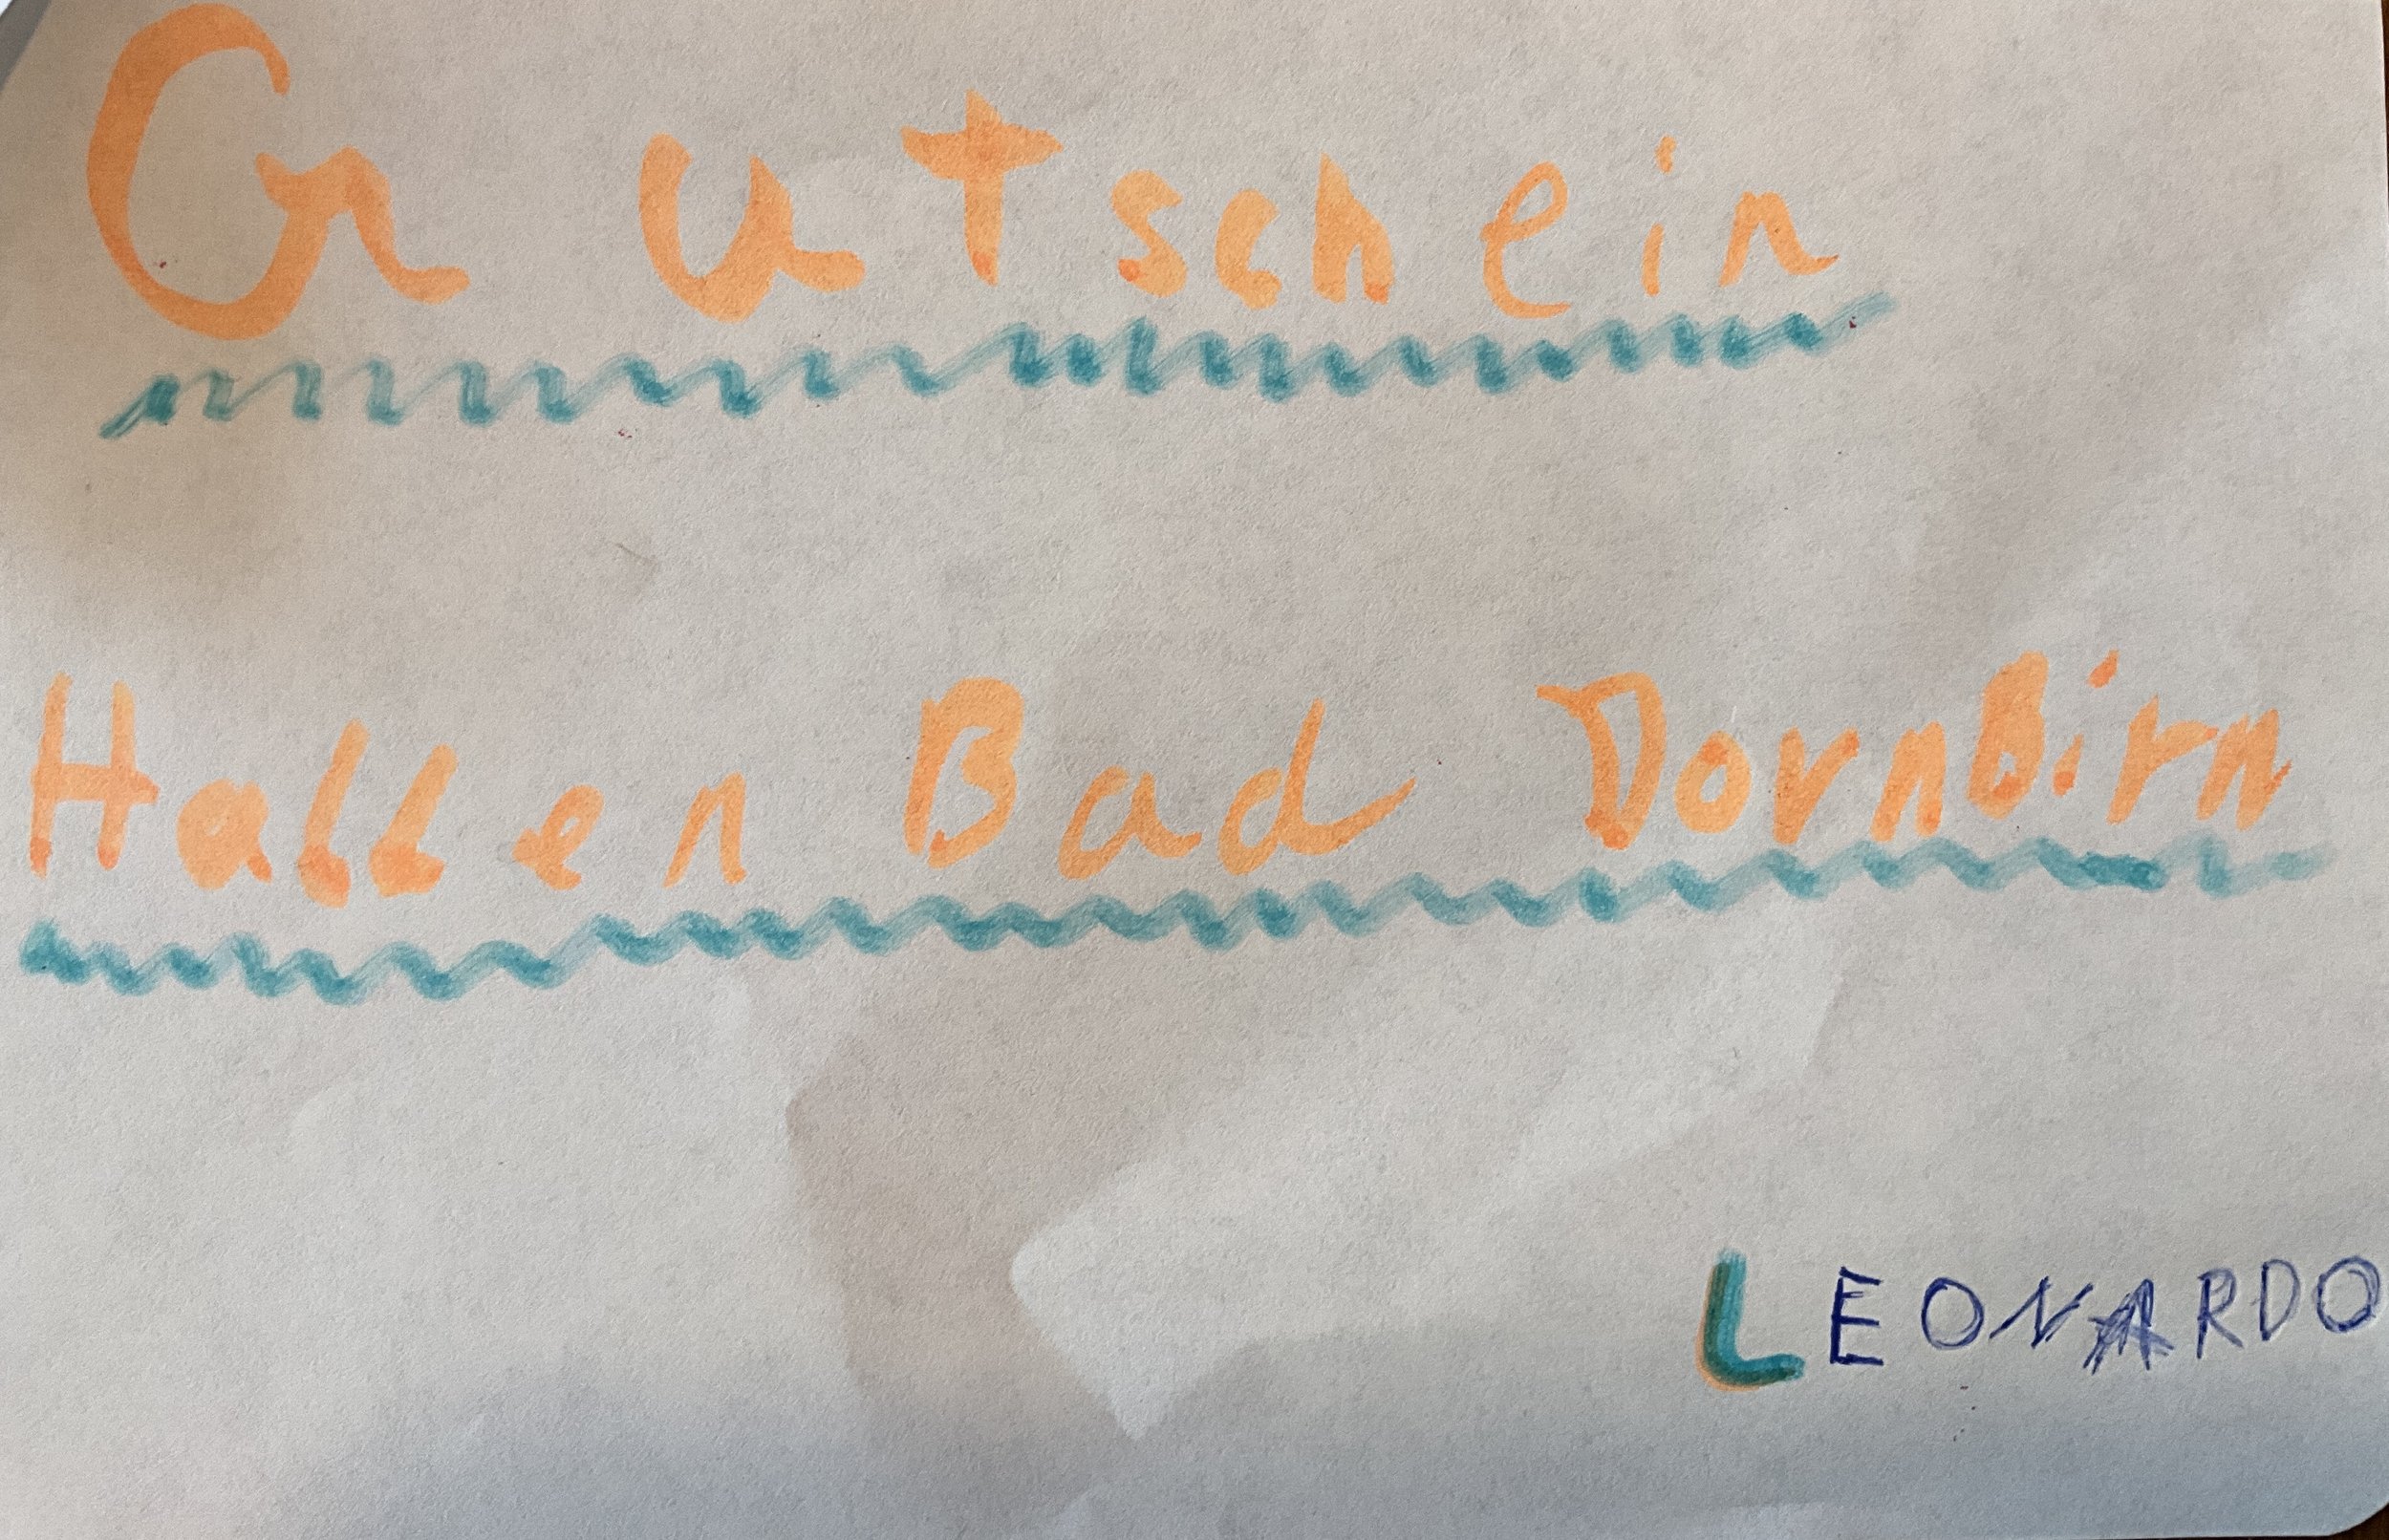 Gutschein
Hallen Bad DornBirn
LEONARDO